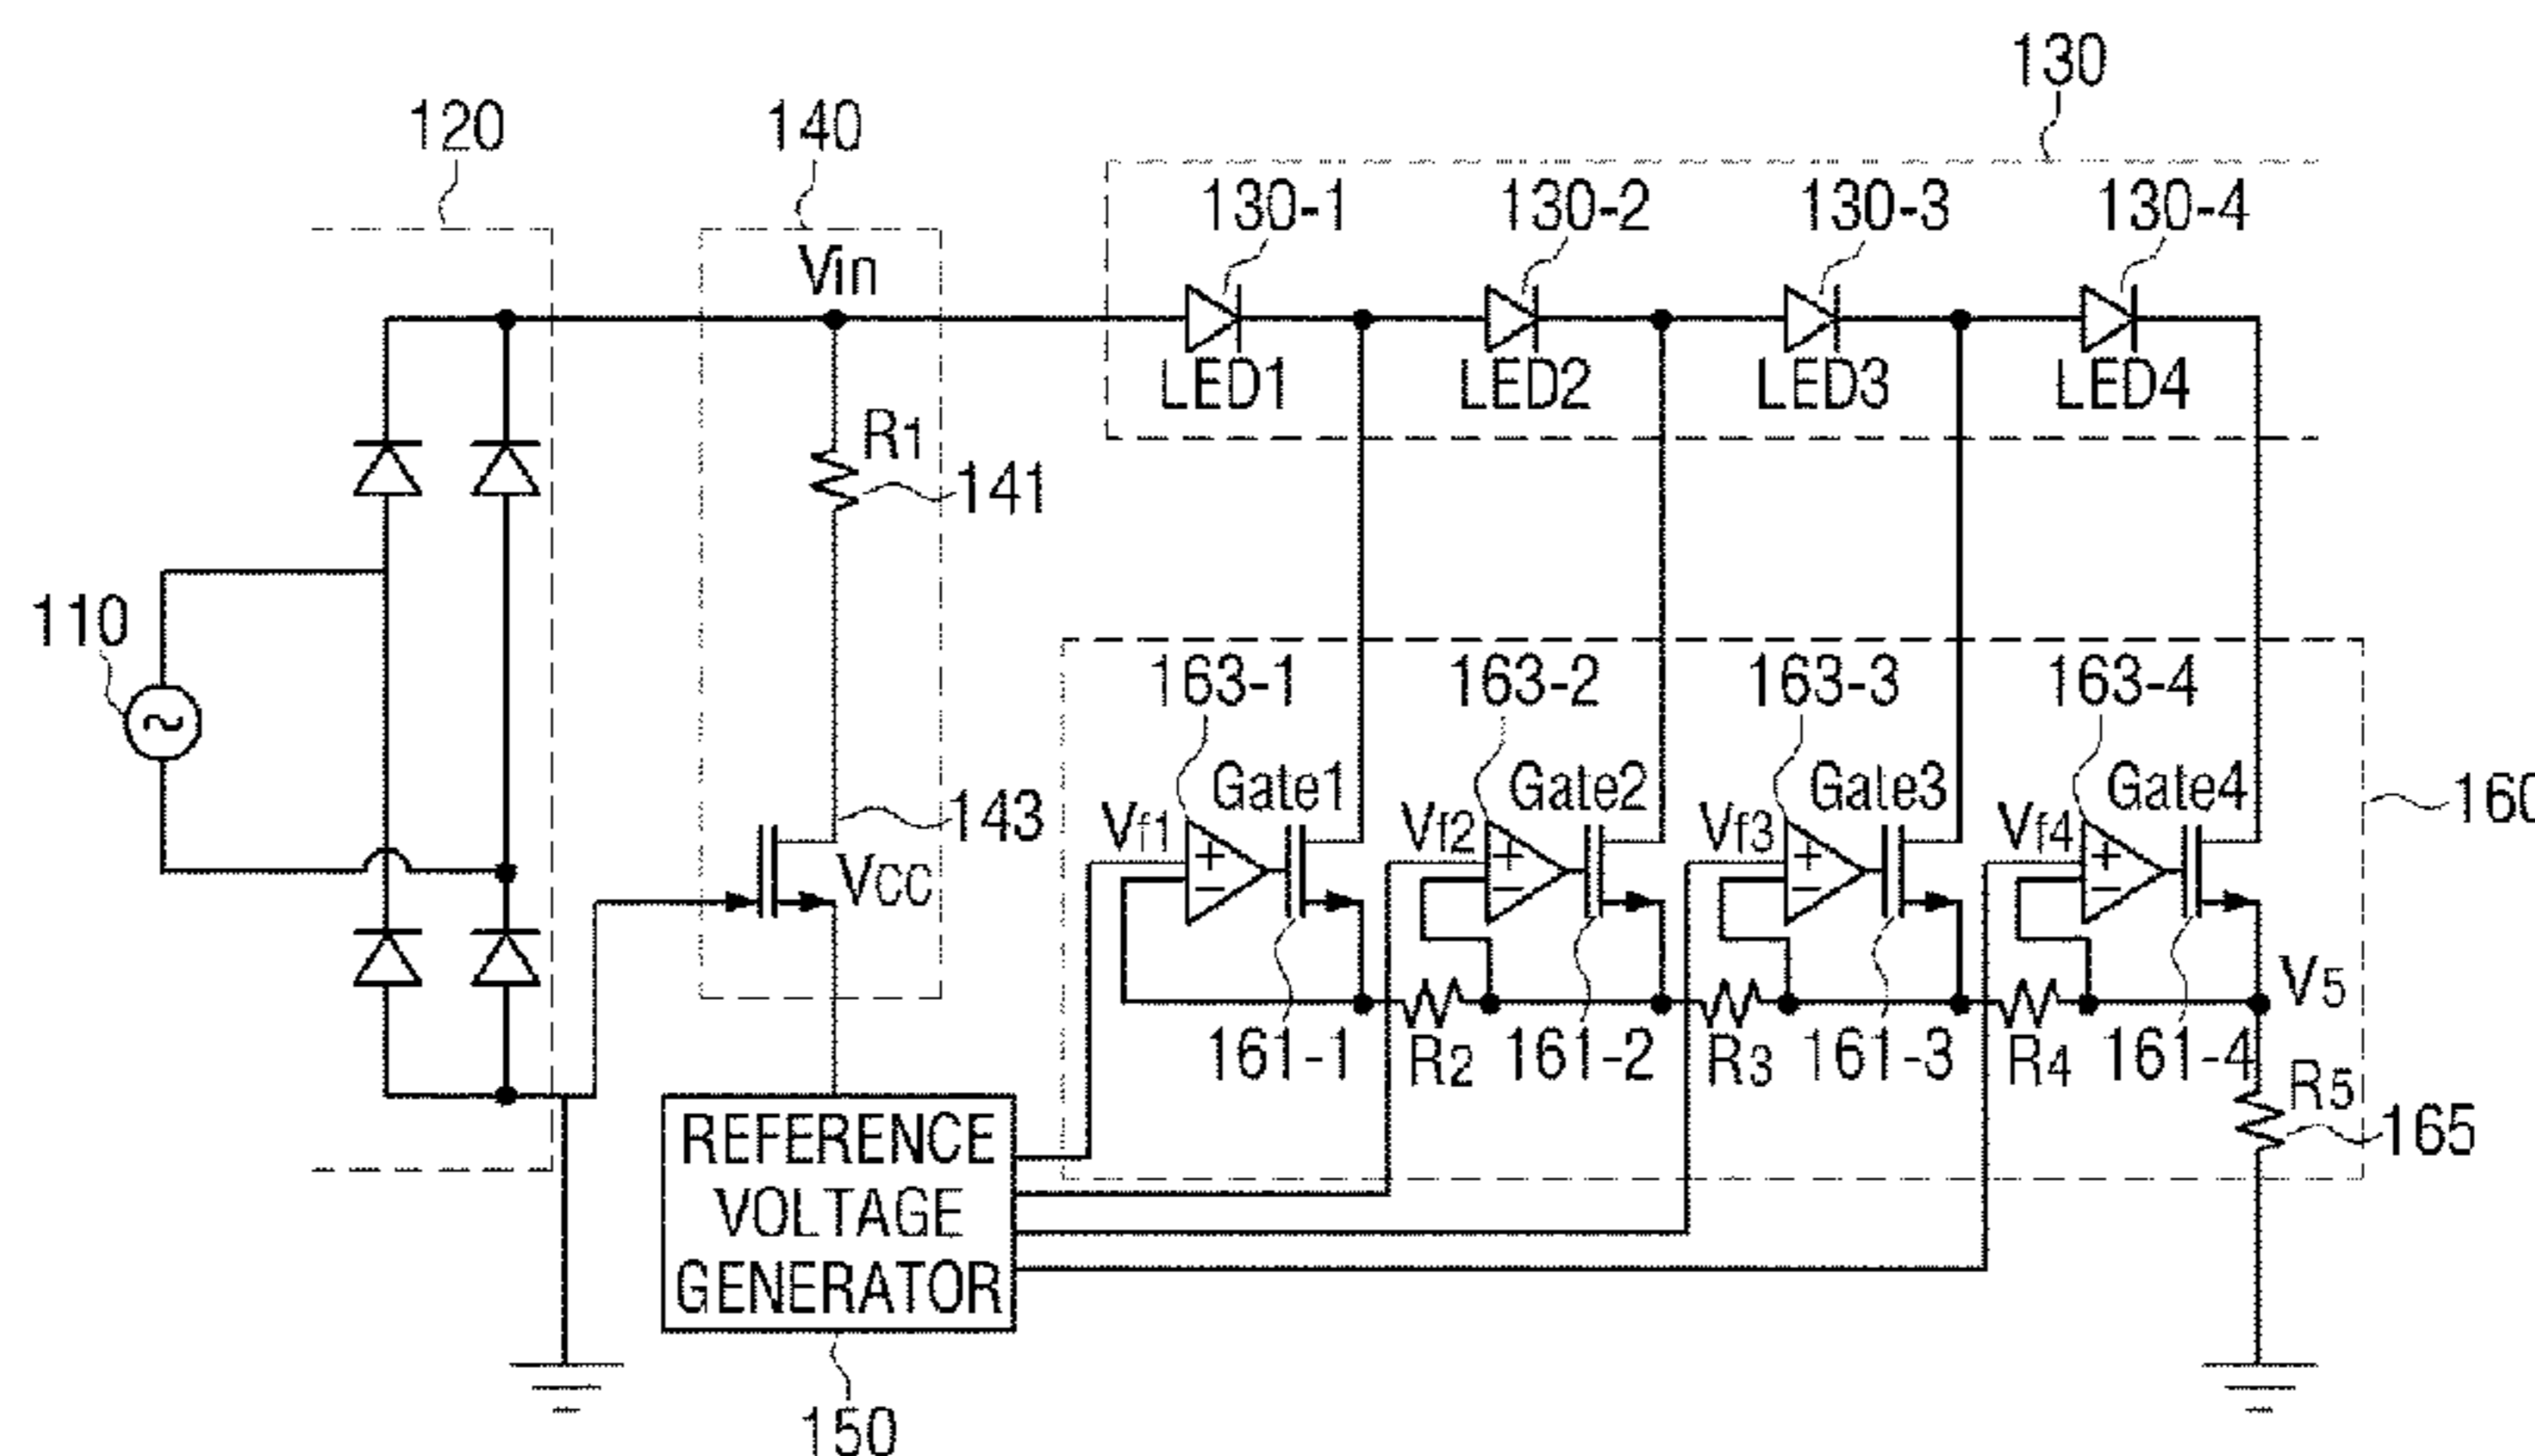 130
120
140
130-1
130-2
130-3
130-4
Vin
LED1
LED2
LED3
LED4
R1
141
110
163-1
163-2
163-3
163-4
Gate1
Gate2
Gate3
Gate4
160
143
Vf1
Vf2
Vf3
Vf4
VCC
V5
161-1
R2
161-2
R3
161-3
R4
161-4
R5
165
REFERENCE
VOLTAGE
GENERATOR
150